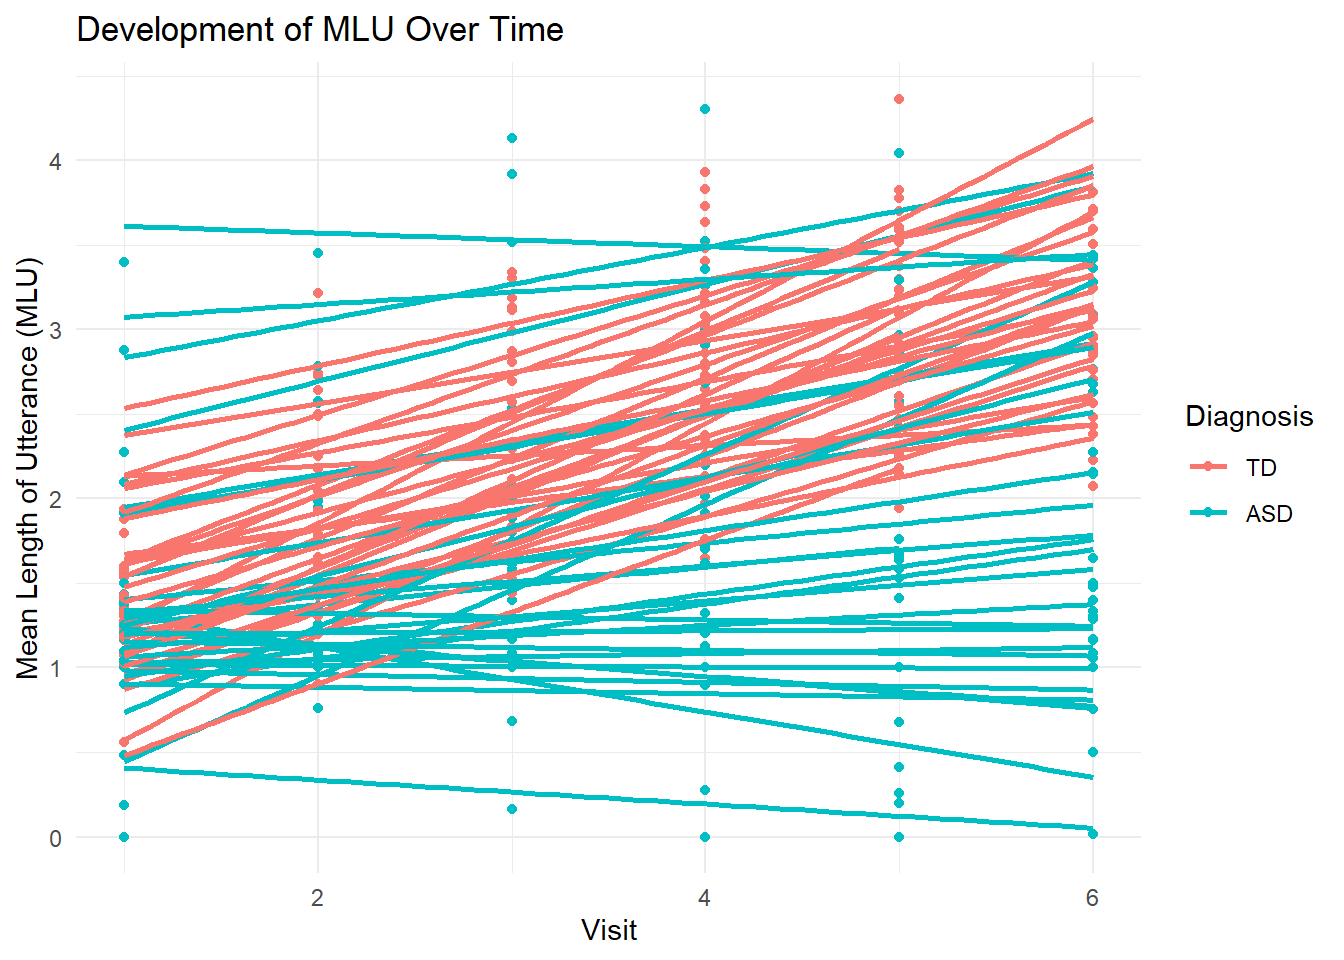 Development of MLU Over Time
Mean Length of Utterance (MLU)
4
3
2
1
0
2
4
6
Visit
Diagnosis
TD
ASD